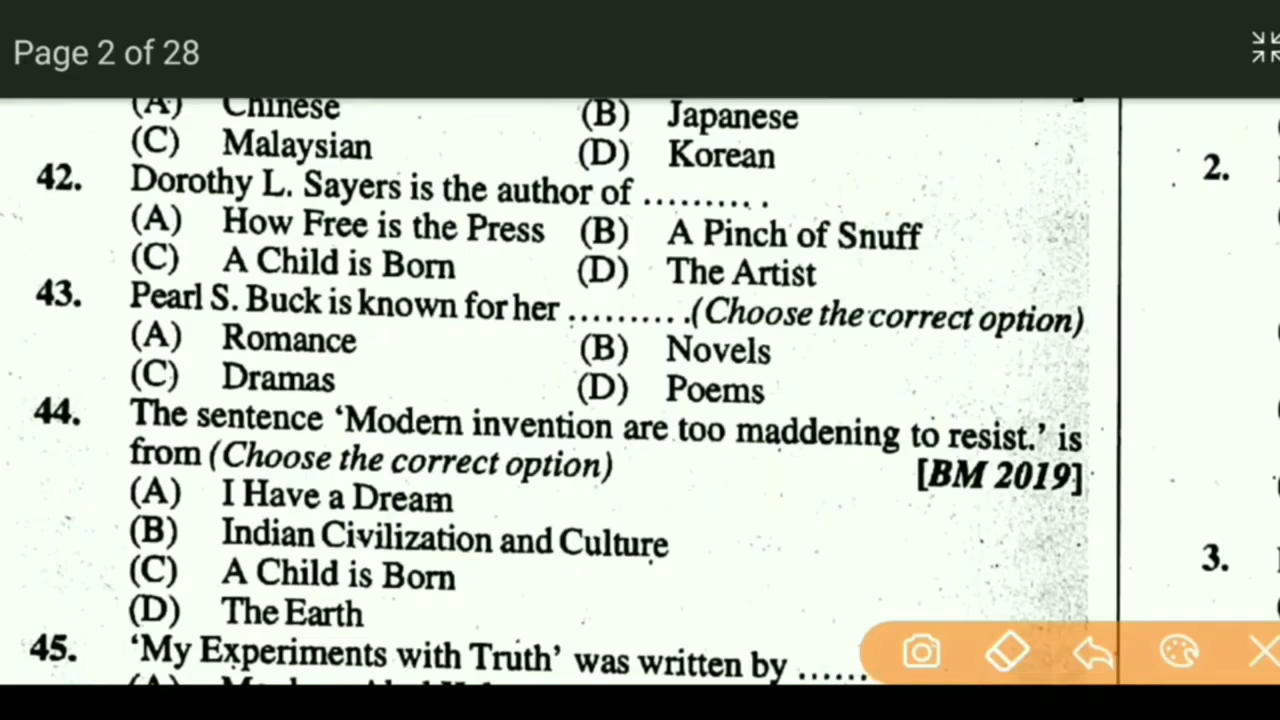 Page 2 of 28
(A) Chinese (B) Japanese
(C) Malaysian (D) Korean
42. Dorothy L. Sayers is the author of ..........
(A) How Free is the Press (B) A Pinch of Snuff
(C) A Child is Born (D) The Artist
43. Pearl S. Buck is known for her ..........(Choose the correct option)
(A) Romance (B) Novels
(C) Dramas (D) Poems
44. The sentence ‘Modern invention are too maddening to resist.’ is
from (Choose the correct option) [BM 2019]
(A) I Have a Dream
(B) Indian Civilization and Culture
(C) A Child is Born
(D) The Earth
45. ‘My Experiments with Truth’ was written by ......
2.
3.